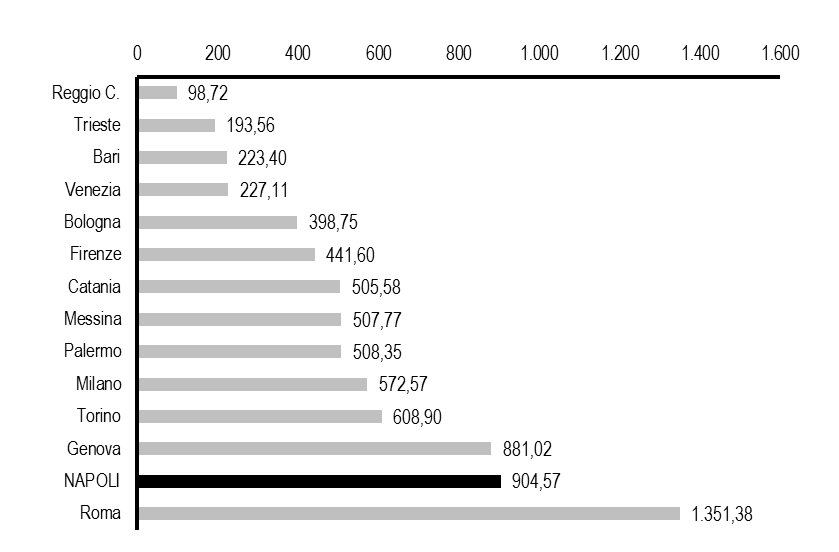 0 200 400 600 800 1.000 1.200 1.400 1.600
Reggio C. 98,72
Trieste 193,56
Bari 223,40
Venezia 227,11
Bologna 398,75
Firenze 441,60
Catania 505,58
Messina 507,77
Palermo 508,35
Milano 572,57
Torino 608,90
Genova 881,02
NAPOLI 904,57
Roma 1.351,38